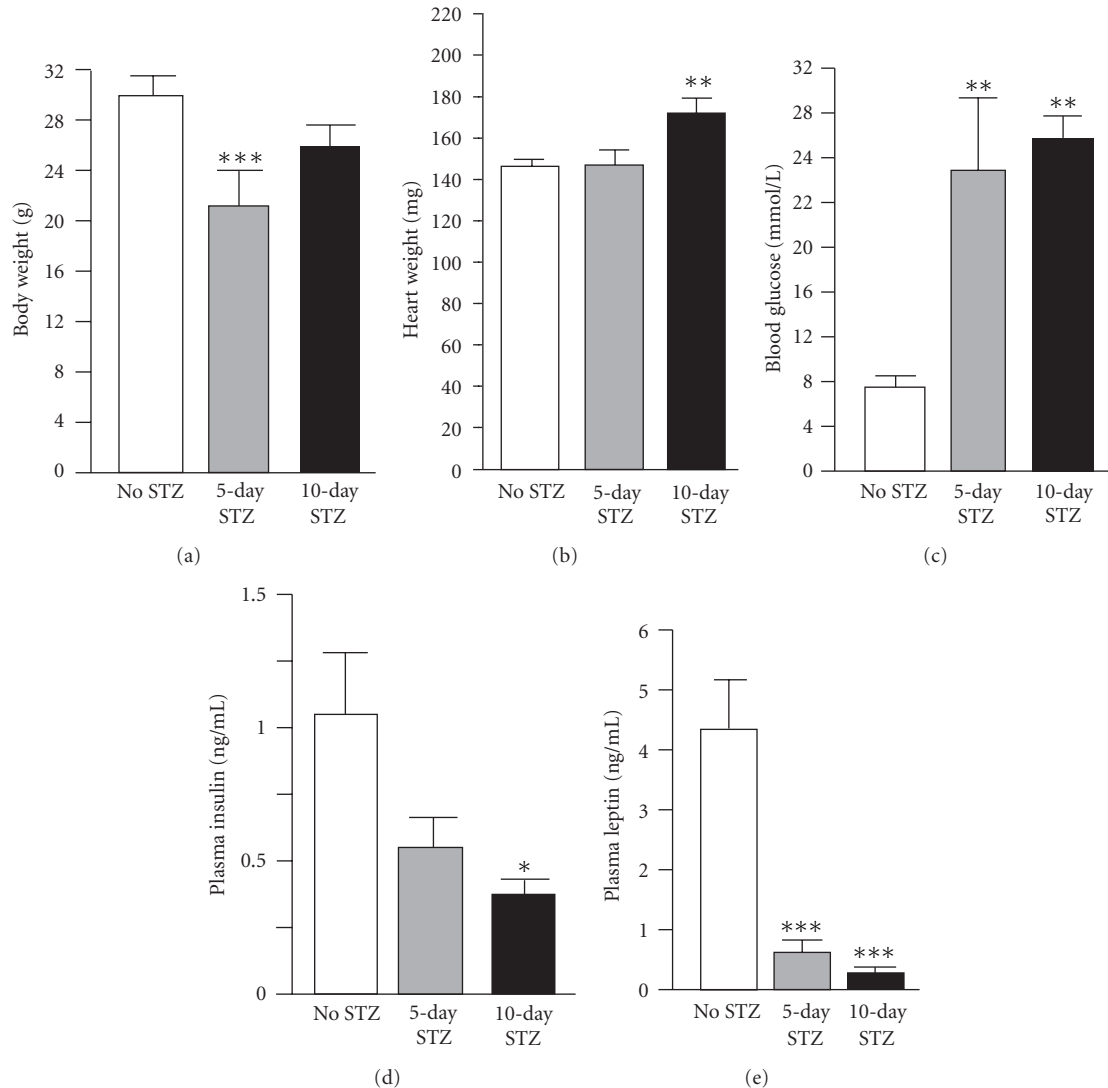 32
28
24
20
16
12
8
4
0
Body weight (g)
***
No STZ
5-day
STZ
10-day
STZ
(a)
220
200
180
160
140
120
100
80
60
40
20
0
Heart weight (mg)
**
No STZ
5-day
STZ
10-day
STZ
(b)
32
28
24
22
20
16
12
8
4
0
Blood glucose (mmol/L)
**
**
No STZ
5-day
STZ
10-day
STZ
(c)
1.5
1
0.5
0
Plasma insulin (ng/mL)
*
No STZ
5-day
STZ
10-day
STZ
(d)
6
5
4
3
2
1
0
Plasma leptin (ng/mL)
***
***
No STZ
5-day
STZ
10-day
STZ
(e)